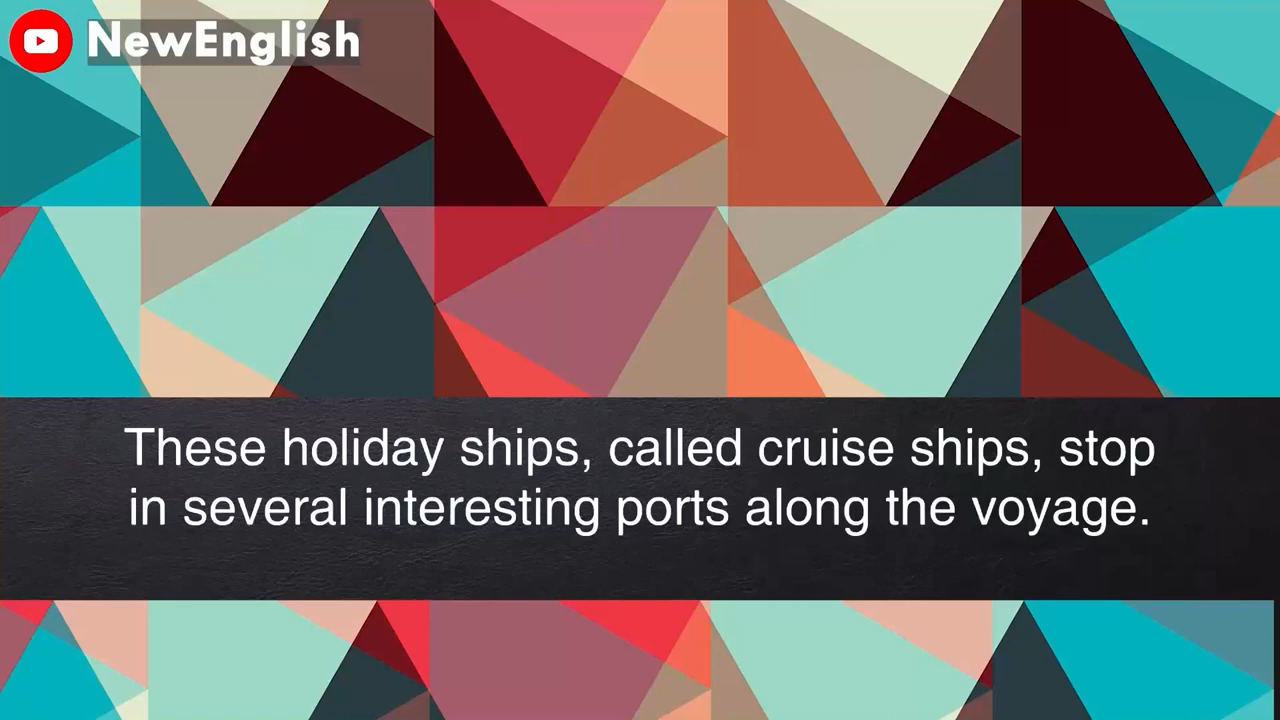 NewEnglish
These holiday ships, called cruise ships, stop
in several interesting ports along the voyage.